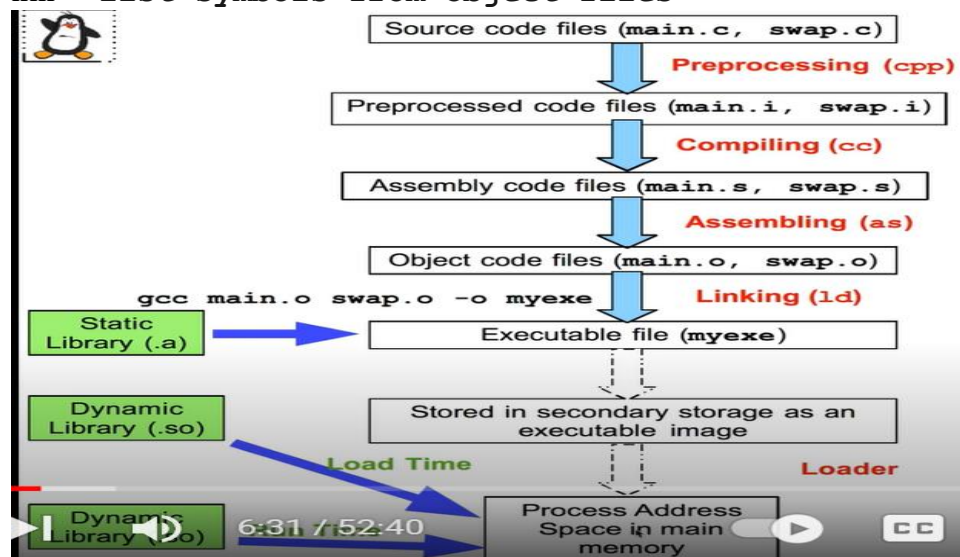 Source code files (main.c, swap.c)
Preprocessing (cpp)
Preprocessed code files (main.i, swap.i)
Compiling (cc)
Assembly code files (main.s, swap.s)
Assembling (as)
Object code files (main.o, swap.o)
gcc main.o swap.o -o myexe
Linking (ld)
Static
Library (.a)
Executable file (myexe)
Dynamic
Library (.so)
Stored in secondary storage as an
executable image
Load Time
Loader
Dynamic
Library (.so)
6:31 / 52:40
Process Address
Space in main
memory
CC